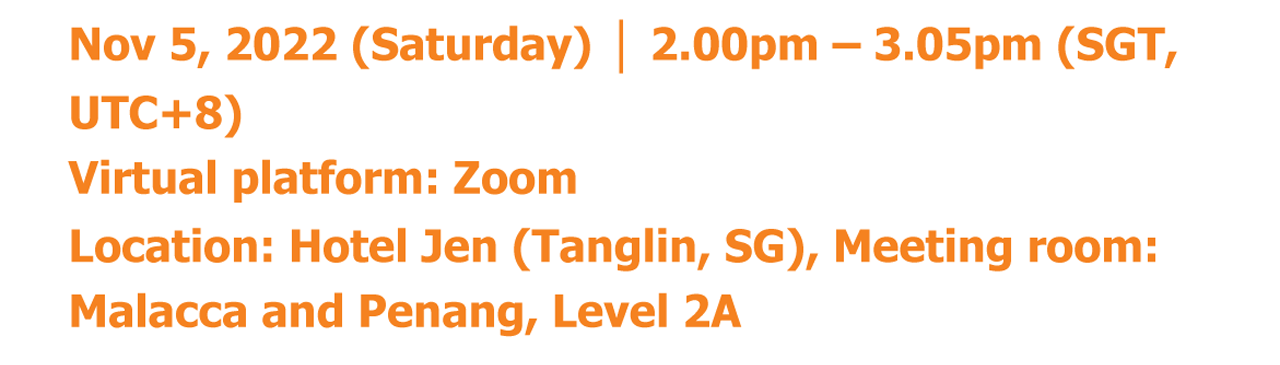 Nov 5, 2022 (Saturday) │ 2.00pm – 3.05pm (SGT,
UTC+8)
Virtual platform: Zoom
Location: Hotel Jen (Tanglin, SG), Meeting room:
Malacca and Penang, Level 2A